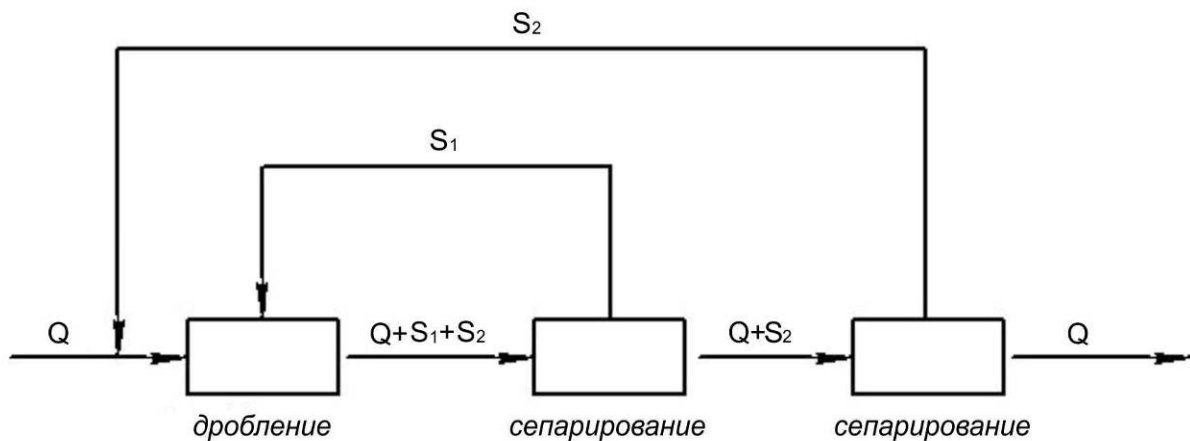 S₂
S₁
Q
Q+S₁+S₂
Q+S₂
Q
дробление
сепарирование
сепарирование